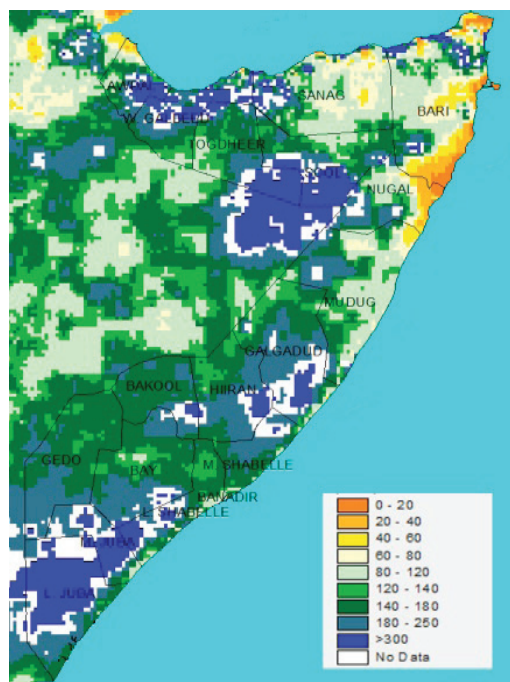 AWDAL
SANAG
BARI
W. GALBEED
TOGDHEER
SOOL
NUGAL
MUDUG
GALGADUD
BAKOOL
HIIRAN
GEDO
BAY
M. SHABELLE
BANADIR
L. SHABELLE
M. JUBA
L. JUBA
0 - 20
20 - 40
40 - 60
60 - 80
80 - 120
120 - 140
140 - 180
180 - 250
>300
No Data